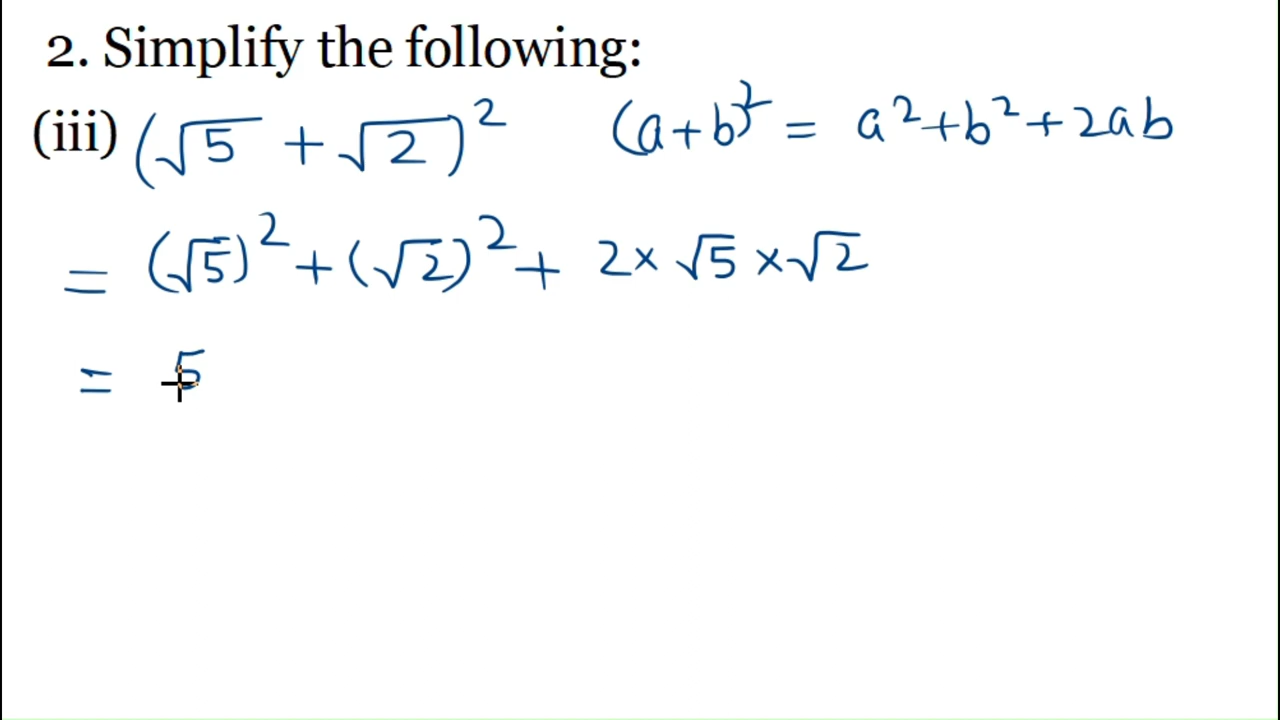 2. Simplify the following:
(iii) (√5 + √2)² (a+b)² = a²+b²+2ab
= (√5)² + (√2)² + 2×√5×√2
= 5